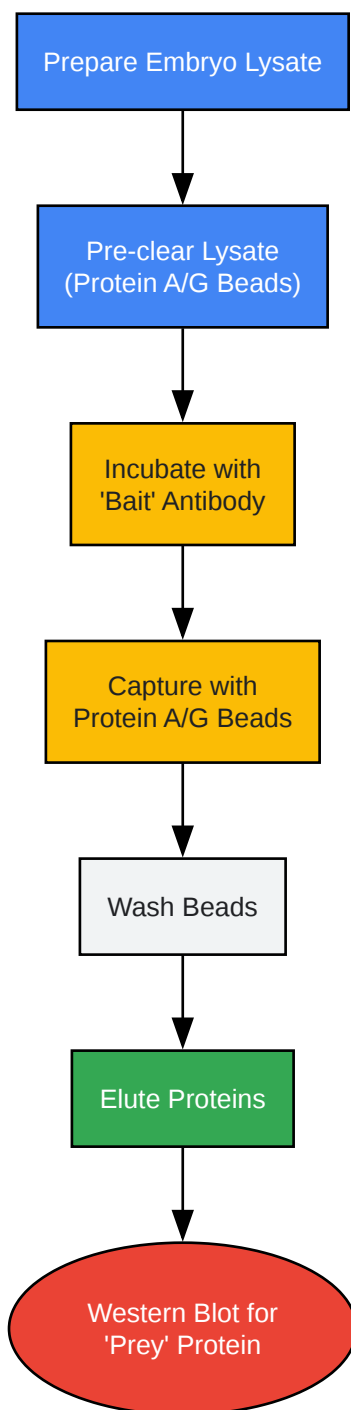 Prepare Embryo Lysate
Pre-clear Lysate
(Protein A/G Beads)
Incubate with
'Bait' Antibody
Capture with
Protein A/G Beads
Wash Beads
Elute Proteins
Western Blot for
'Prey' Protein